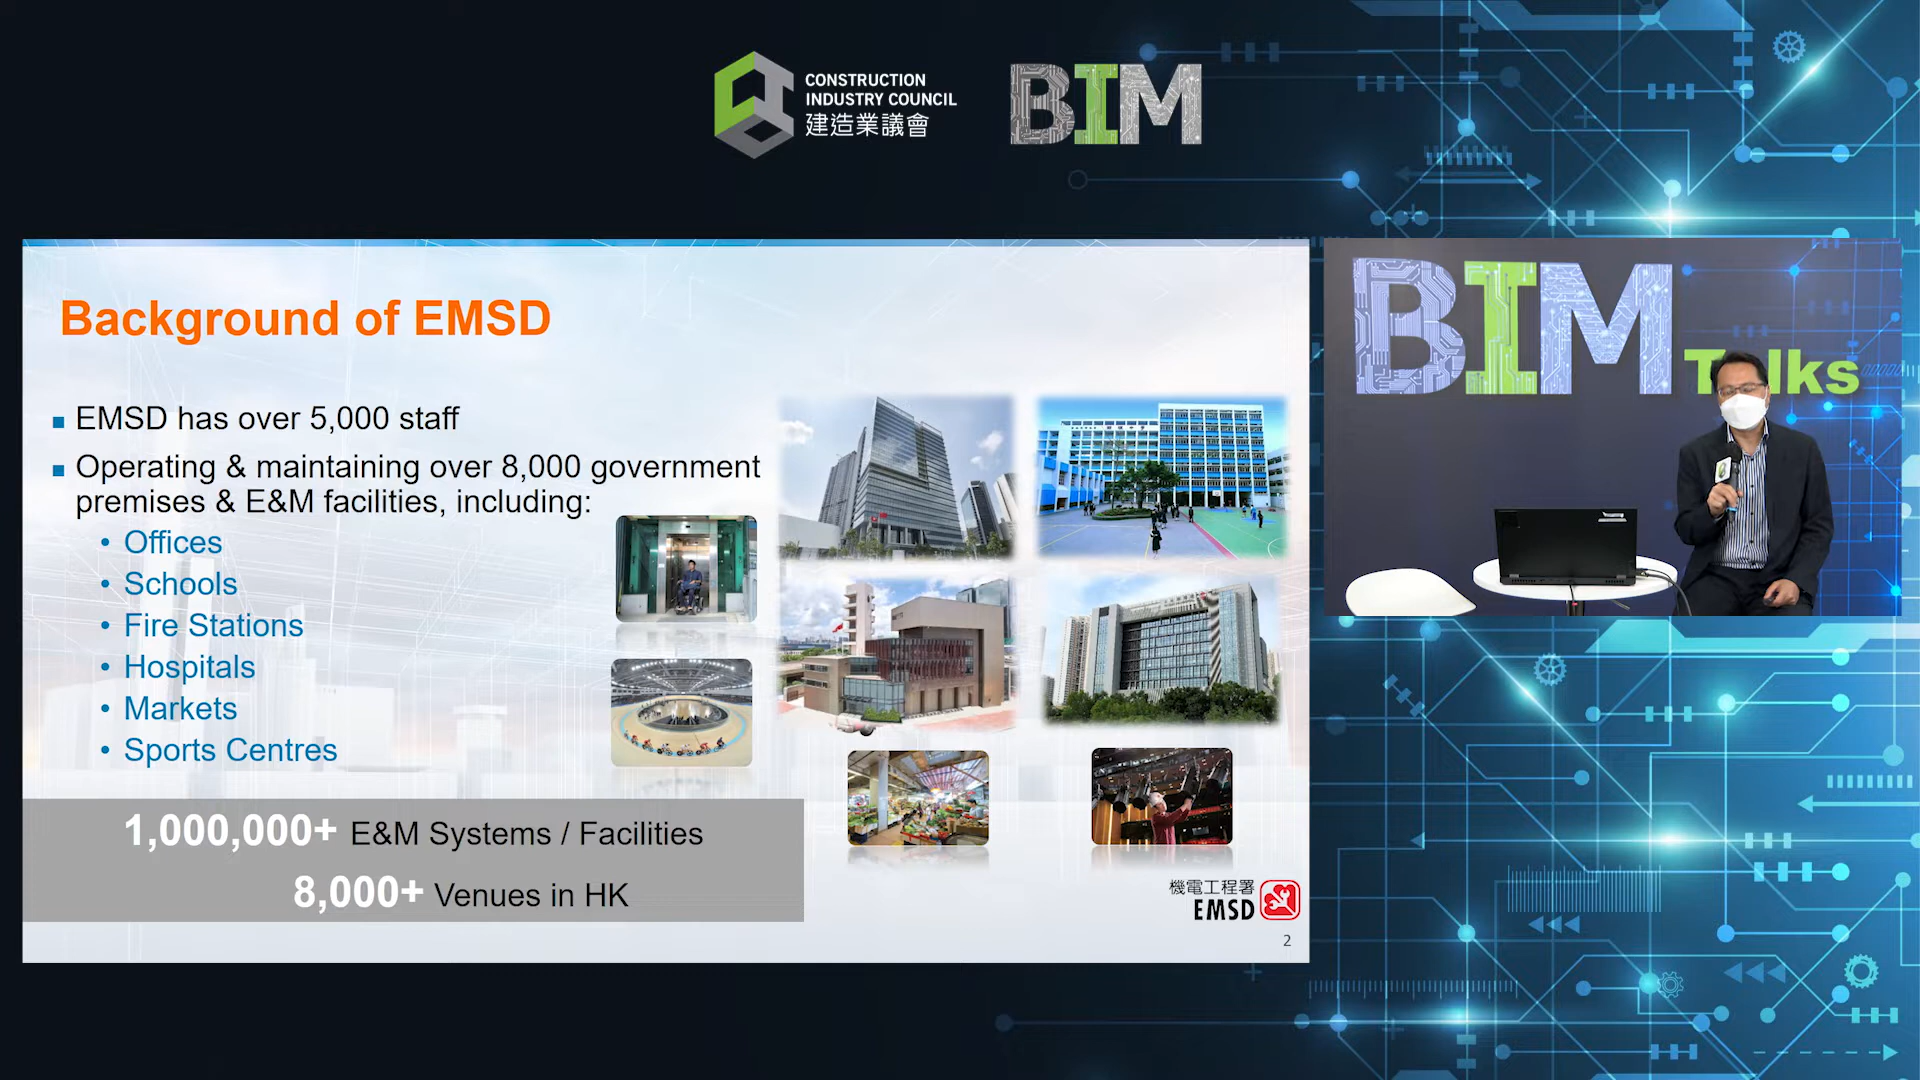 CONSTRUCTION
INDUSTRY COUNCIL
建造業議會
BIM
Background of EMSD
EMSD has over 5,000 staff
Operating & maintaining over 8,000 government
premises & E&M facilities, including:
• Offices
• Schools
• Fire Stations
• Hospitals
• Markets
• Sports Centres
1,000,000+ E&M Systems / Facilities
8,000+ Venues in HK
機電工程署
EMSD
2
BIM